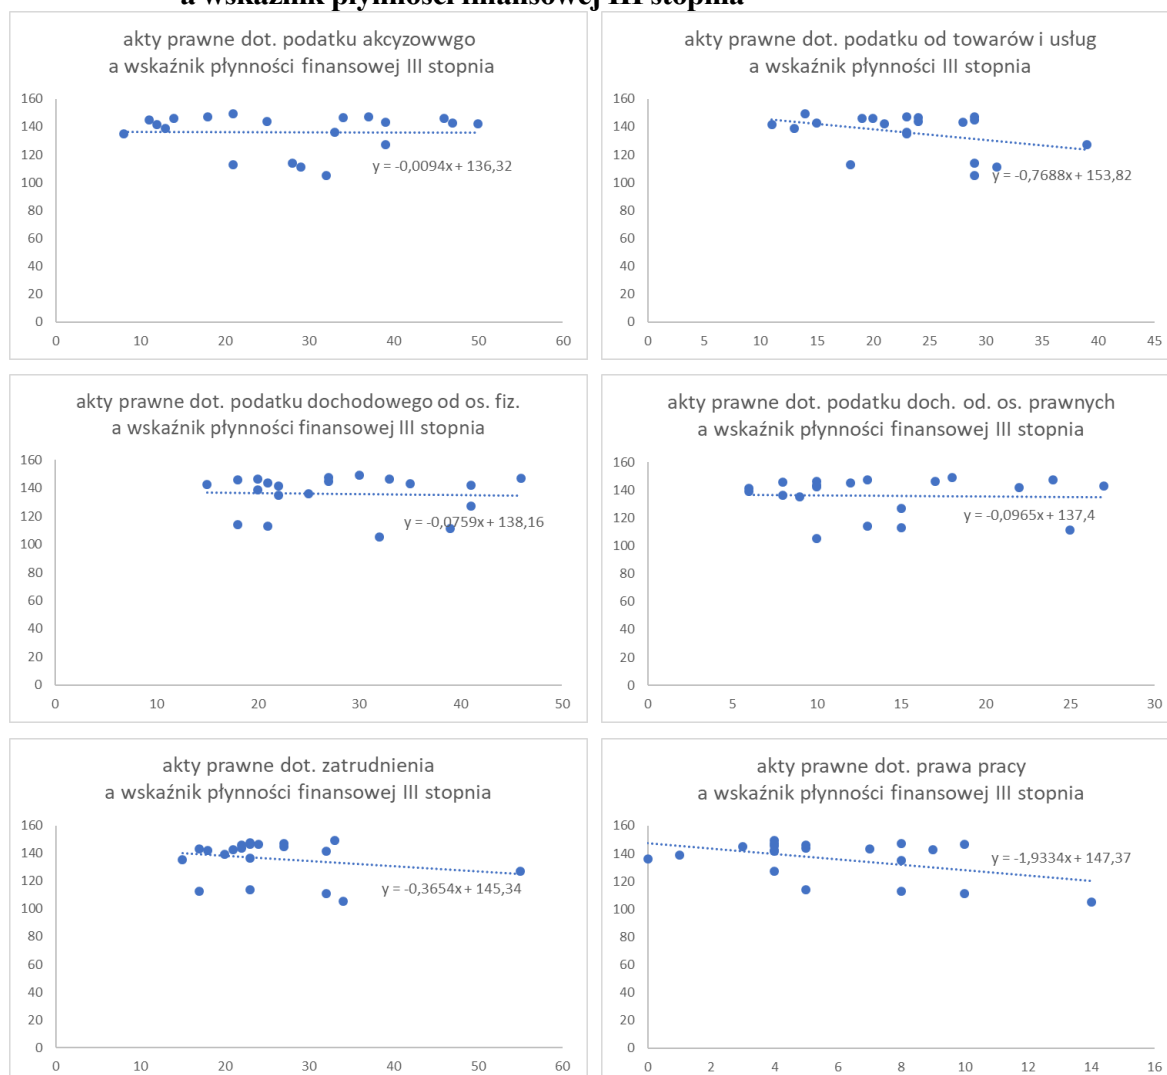 a wskaźnik płynności finansowej III stopnia
akty prawne dot. podatku akcyzowwgo
a wskaźnik płynności finansowej III stopnia
160
140
120
100
80
60
40
20
0
y = -0,0094x + 136,32
0 10 20 30 40 50 60
akty prawne dot. podatku od towarów i usług
a wskaźnik płynności III stopnia
160
140
120
100
80
60
40
20
0
y = -0,7688x + 153,82
0 5 10 15 20 25 30 35 40 45
akty prawne dot. podatku dochodowego od os. fiz.
a wskaźnik płynności finansowej III stopnia
160
140
120
100
80
60
40
20
0
y = -0,0759x + 138,16
0 10 20 30 40 50
akty prawne dot. podatku doch. od. os. prawnych
a wskaźnik płynności finansowej III stopnia
160
140
120
100
80
60
40
20
0
y = -0,0965x + 137,4
0 5 10 15 20 25 30
akty prawne dot. zatrudnienia
a wskaźnik płynności finansowej III stopnia
160
140
120
100
80
60
40
20
0
y = -0,3654x + 145,34
0 10 20 30 40 50 60
akty prawne dot. prawa pracy
a wskaźnik płynności finansowej III stopnia
160
140
120
100
80
60
40
20
0
y = -1,9334x + 147,37
0 2 4 6 8 10 12 14 16